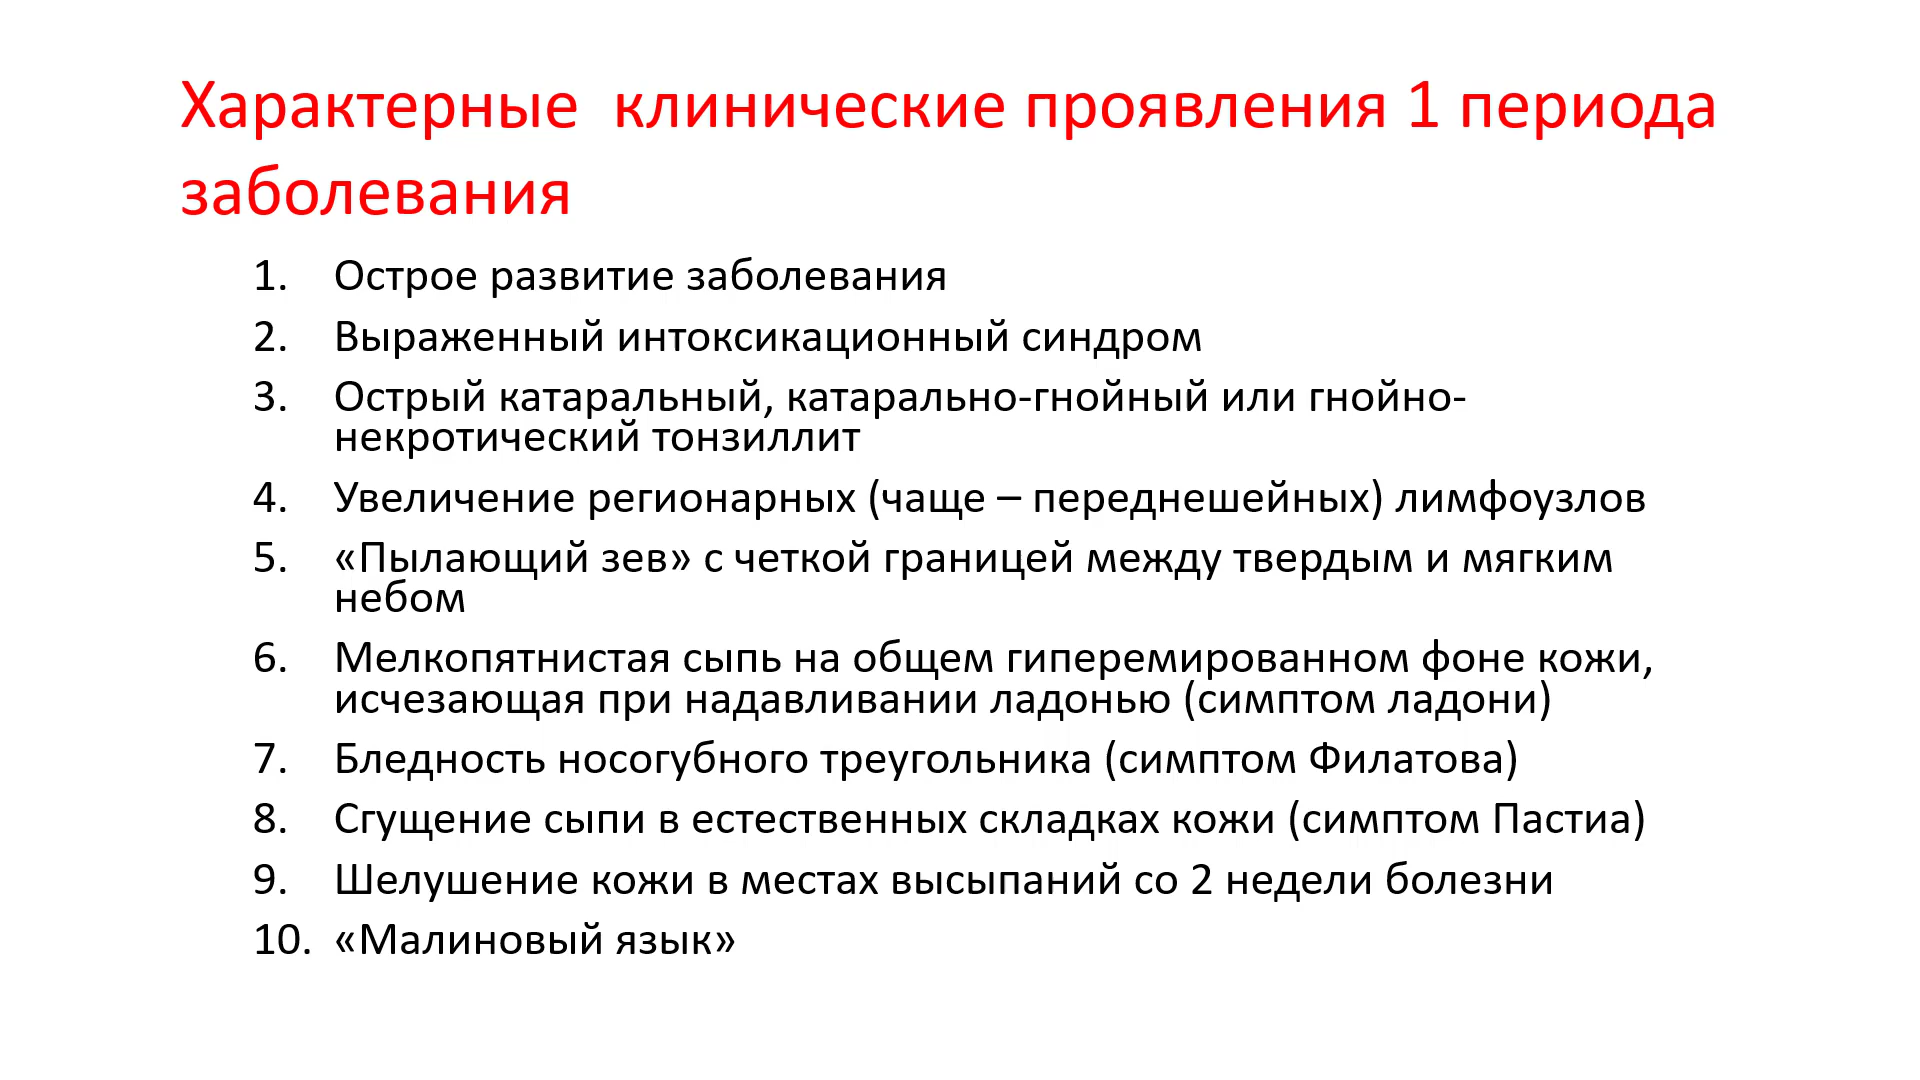 Характерные клинические проявления 1 периода
заболевания
1. Острое развитие заболевания
2. Выраженный интоксикационный синдром
3. Острый катаральный, катарально-гнойный или гнойно-
некротический тонзиллит
4. Увеличение регионарных (чаще – переднешейных) лимфоузлов
5. «Пылающий зев» с четкой границей между твердым и мягким
небом
6. Мелкопятнистая сыпь на общем гиперемированном фоне кожи,
исчезающая при надавливании ладонью (симптом ладони)
7. Бледность носогубного треугольника (симптом Филатова)
8. Сгущение сыпи в естественных складках кожи (симптом Пастиа)
9. Шелушение кожи в местах высыпаний со 2 недели болезни
10. «Малиновый язык»